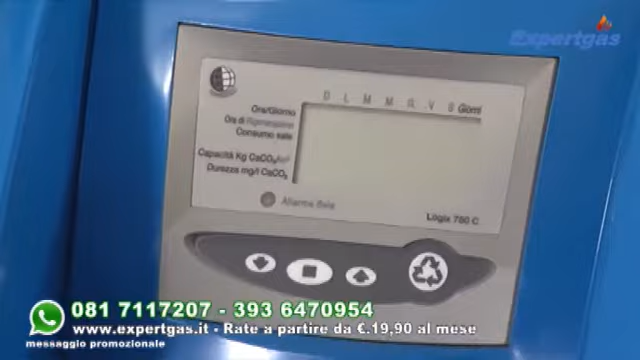 Expertgas
D L M M G V S Giorni
Ora/Giorno
Ora di Rigenerazione
Consumo sale
Capacità Kg CaCO₃
Durezza mg/l CaCO₃
Allarme Sale
Logix 760 C
081 7117207 - 393 6470954
www.expertgas.it - Rate a partire da €.19,90 al mese
messaggio promozionale